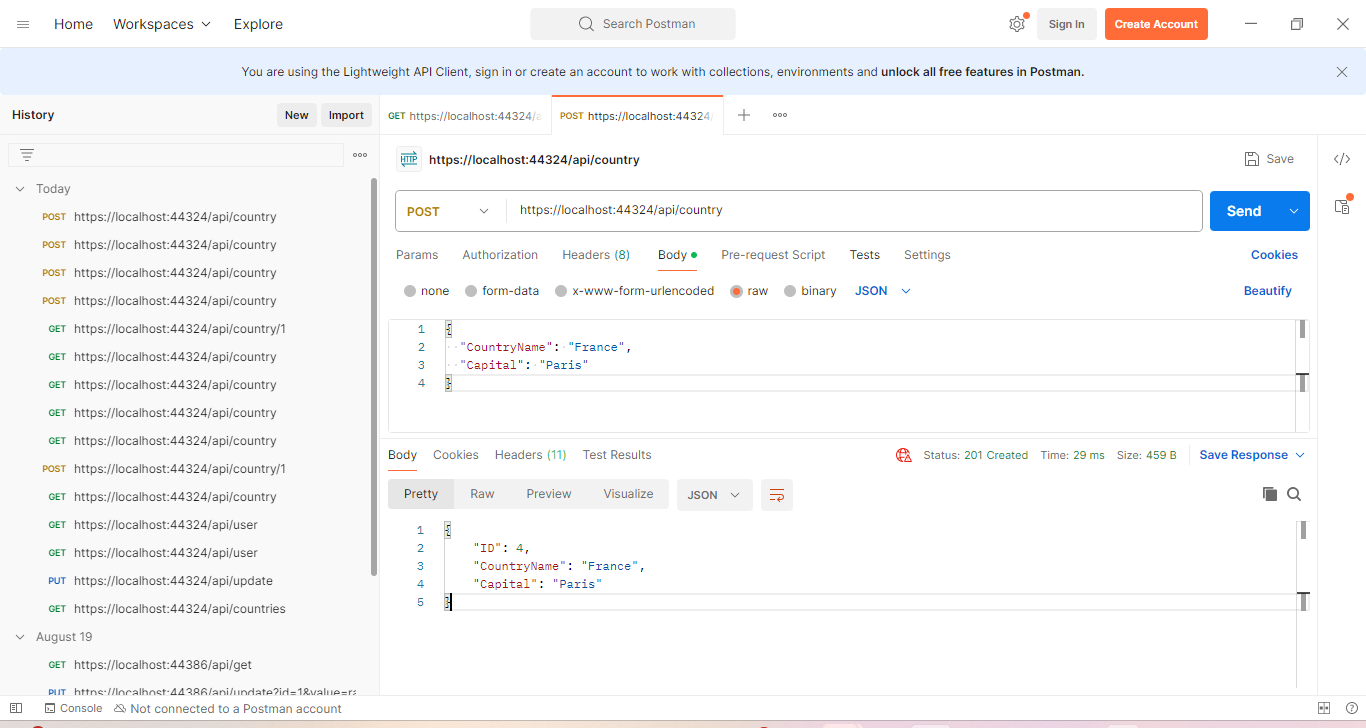 Home Workspaces Explore Search Postman Sign In Create Account
You are using the Lightweight API Client, sign in or create an account to work with collections, environments and unlock all free features in Postman.
History New Import
GET https://localhost:44324/a POST https://localhost:44324/
HTTP https://localhost:44324/api/country Save
Today
POST https://localhost:44324/api/country
POST https://localhost:44324/api/country
POST https://localhost:44324/api/country
POST https://localhost:44324/api/country
GET https://localhost:44324/api/country/1
GET https://localhost:44324/api/country
GET https://localhost:44324/api/country
GET https://localhost:44324/api/country
GET https://localhost:44324/api/country
POST https://localhost:44324/api/country/1
GET https://localhost:44324/api/country
GET https://localhost:44324/api/user
GET https://localhost:44324/api/user
PUT https://localhost:44324/api/update
GET https://localhost:44324/api/countries
August 19
GET https://localhost:44386/api/get
PUT https://localhost:44386/api/update?id=1&value=ra
POST https://localhost:44324/api/country Send
Params Authorization Headers (8) Body Pre-request Script Tests Settings Cookies
none form-data x-www-form-urlencoded raw binary JSON Beautify
1 {
2 "CountryName": "France",
3 "Capital": "Paris"
4 }
Body Cookies Headers (11) Test Results Status: 201 Created Time: 29 ms Size: 459 B Save Response
Pretty Raw Preview Visualize JSON
1 {
2 "ID": 4,
3 "CountryName": "France",
4 "Capital": "Paris"
5 }
Console Not connected to a Postman account